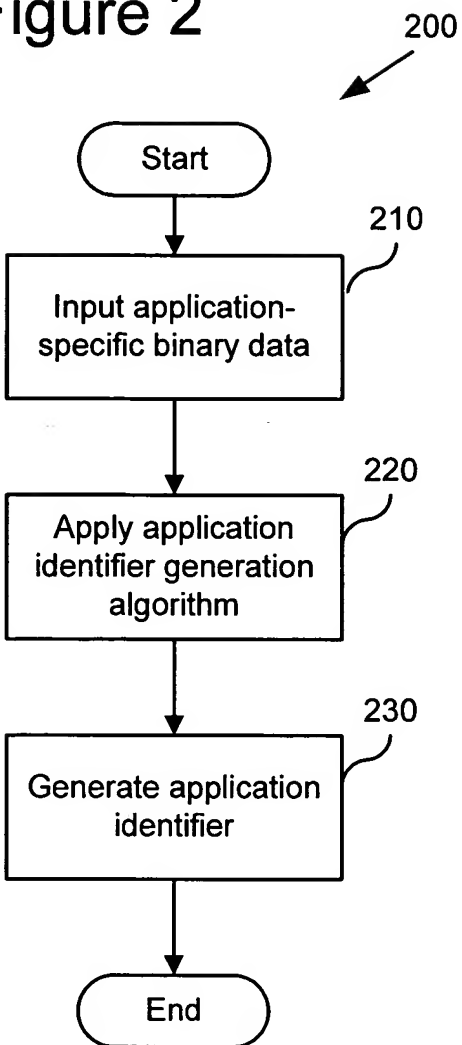 Figure 2
200
Start
210
Input application-
specific binary data
220
Apply application
identifier generation
algorithm
230
Generate application
identifier
End